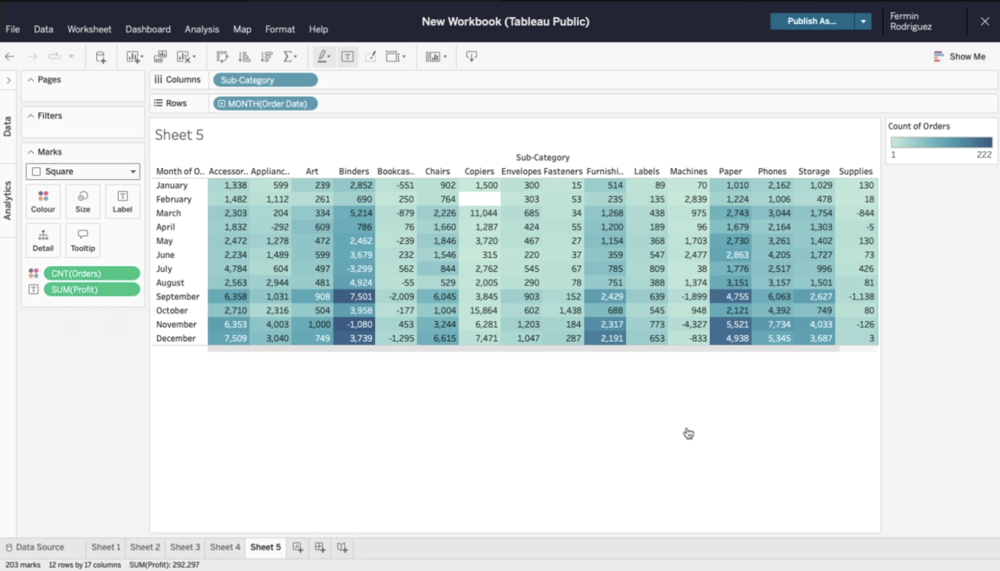 New Workbook (Tableau Public)
Publish As...
Fermin
Rodriguez
File Data Worksheet Dashboard Analysis Map Format Help
Show Me
Pages
Columns Sub-Category
Rows MONTH(Order Date)
Filters
Data
Analytics
Marks
Square
Colour Size Label
Detail Tooltip
CNT(Orders)
SUM(Profit)
Sheet 5
Count of Orders
1 222
Sub-Category
Month of O.. Accessor.. Applianc.. Art Binders Bookcas.. Chairs Copiers Envelopes Fasteners Furnishi.. Labels Machines Paper Phones Storage Supplies
January 1,338 599 239 2,852 -551 902 1,500 300 15 514 89 70 1,010 2,162 1,029 130
February 1,482 1,112 261 690 250 764 303 53 235 135 2,839 1,224 1,006 478 18
March 2,303 204 334 5,214 -879 2,226 11,044 685 34 1,268 438 975 2,743 3,044 1,754 -844
April 1,832 -292 609 786 76 1,660 1,287 424 55 1,200 189 96 1,679 2,164 1,303 -5
May 2,472 1,278 472 2,462 -239 1,846 3,720 467 27 1,154 368 1,703 2,730 3,261 1,402 130
June 2,234 1,489 599 3,679 232 1,546 315 220 37 359 547 2,477 2,863 4,205 1,727 73
July 4,784 604 497 -3,299 562 844 2,762 545 67 785 809 38 1,776 2,517 996 426
August 2,563 2,944 481 4,924 -55 529 2,005 290 78 751 388 1,374 3,151 3,157 1,501 81
September 6,358 1,031 908 7,501 -2,009 6,045 3,845 903 152 2,429 639 -1,899 4,755 6,063 2,627 -1,138
October 2,710 2,316 504 3,958 -177 1,004 15,864 602 1,438 688 545 948 2,121 4,392 749 80
November 6,353 4,003 1,000 -1,080 453 3,244 6,281 1,203 184 2,317 773 -4,327 5,521 7,734 4,033 -126
December 7,509 3,040 749 3,739 -1,295 6,615 7,471 1,047 287 2,191 653 -833 4,938 5,345 3,687 3
Data Source Sheet 1 Sheet 2 Sheet 3 Sheet 4 Sheet 5
203 marks 12 rows by 17 columns SUM(Profit): 292,297